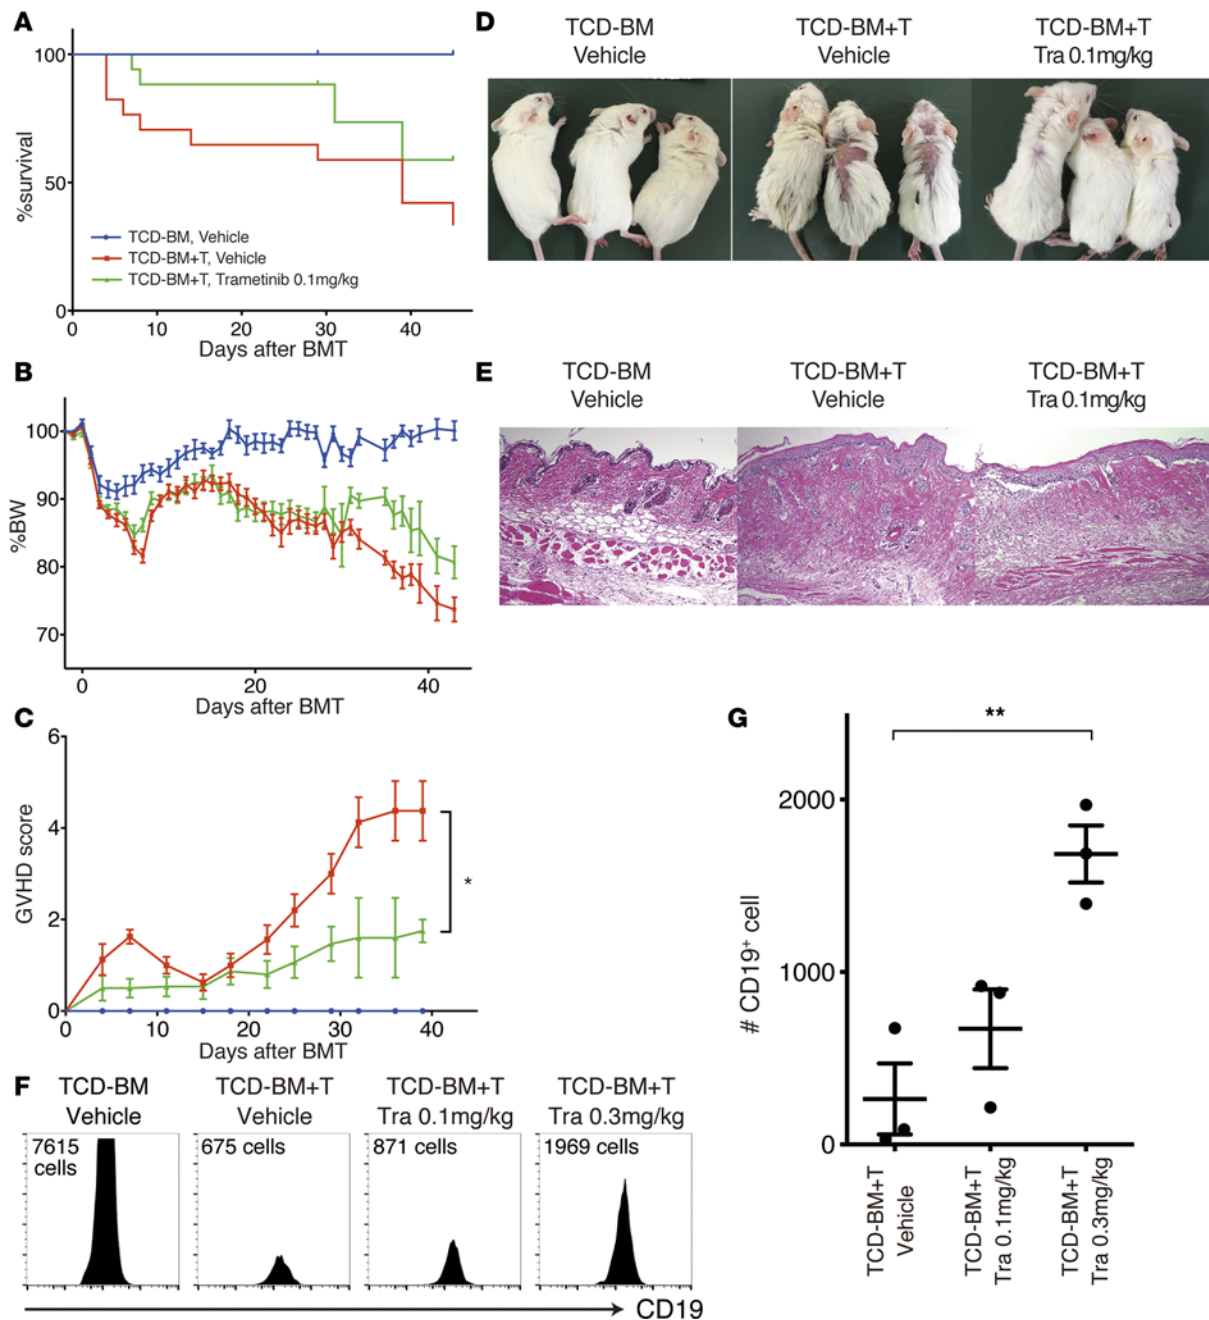 A
100
50
0
%survival
TCD-BM, Vehicle
TCD-BM+T, Vehicle
TCD-BM+T, Trametinib 0.1mg/kg
0 10 20 30 40
Days after BMT
B
100
90
80
70
%BW
0 20 40
Days after BMT
C
6
4
2
0
GVHD score
*
0 10 20 30 40
Days after BMT
D
TCD-BM
Vehicle
TCD-BM+T
Vehicle
TCD-BM+T
Tra 0.1mg/kg
E
TCD-BM
Vehicle
TCD-BM+T
Vehicle
TCD-BM+T
Tra 0.1mg/kg
F
TCD-BM
Vehicle
TCD-BM+T
Vehicle
TCD-BM+T
Tra 0.1mg/kg
TCD-BM+T
Tra 0.3mg/kg
7615
cells
675 cells
871 cells
1969 cells
CD19
G
**
2000
1000
0
# CD19⁺ cell
TCD-BM+T
Vehicle
TCD-BM+T
Tra 0.1mg/kg
TCD-BM+T
Tra 0.3mg/kg